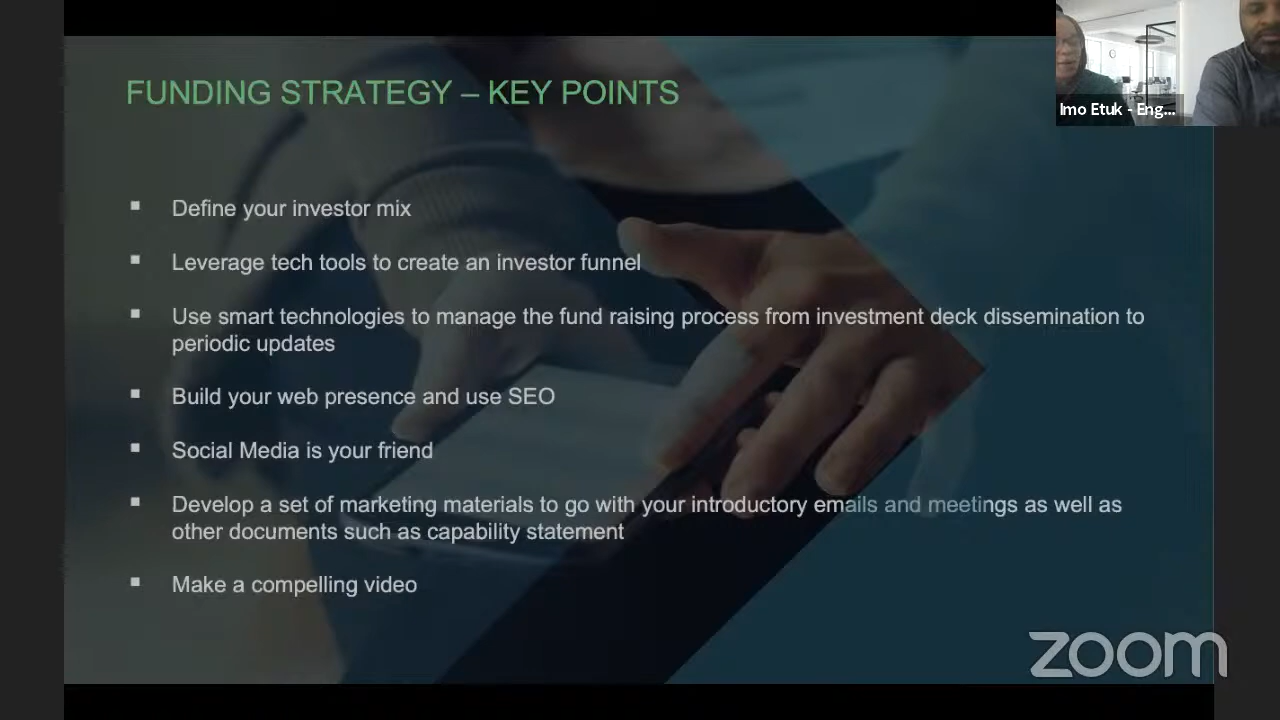 FUNDING STRATEGY – KEY POINTS
Imo Etuk - Eng...
▪ Define your investor mix
▪ Leverage tech tools to create an investor funnel
▪ Use smart technologies to manage the fund raising process from investment deck dissemination to
periodic updates
▪ Build your web presence and use SEO
▪ Social Media is your friend
▪ Develop a set of marketing materials to go with your introductory emails and meetings as well as
other documents such as capability statement
▪ Make a compelling video
zoom